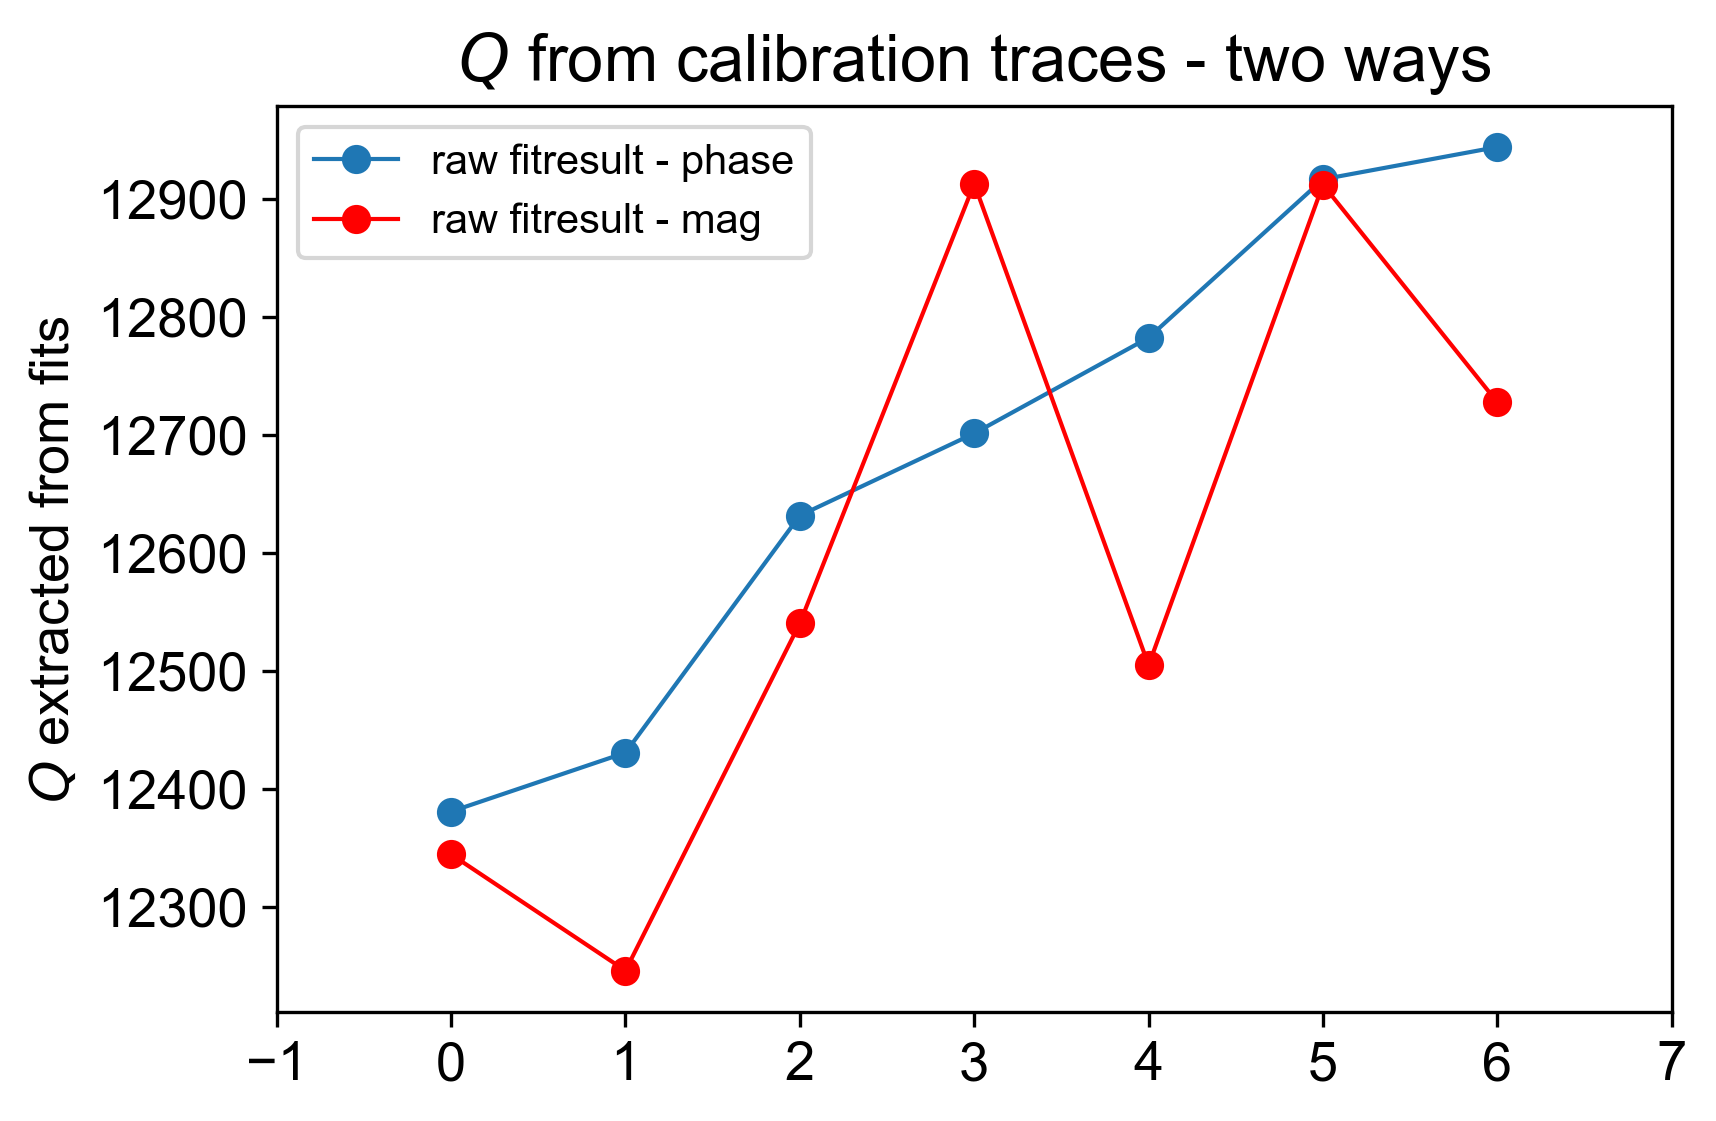 Q from calibration traces - two ways
raw fitresult - phase
raw fitresult - mag
Q extracted from fits
12900
12800
12700
12600
12500
12400
12300
−1 0 1 2 3 4 5 6 7